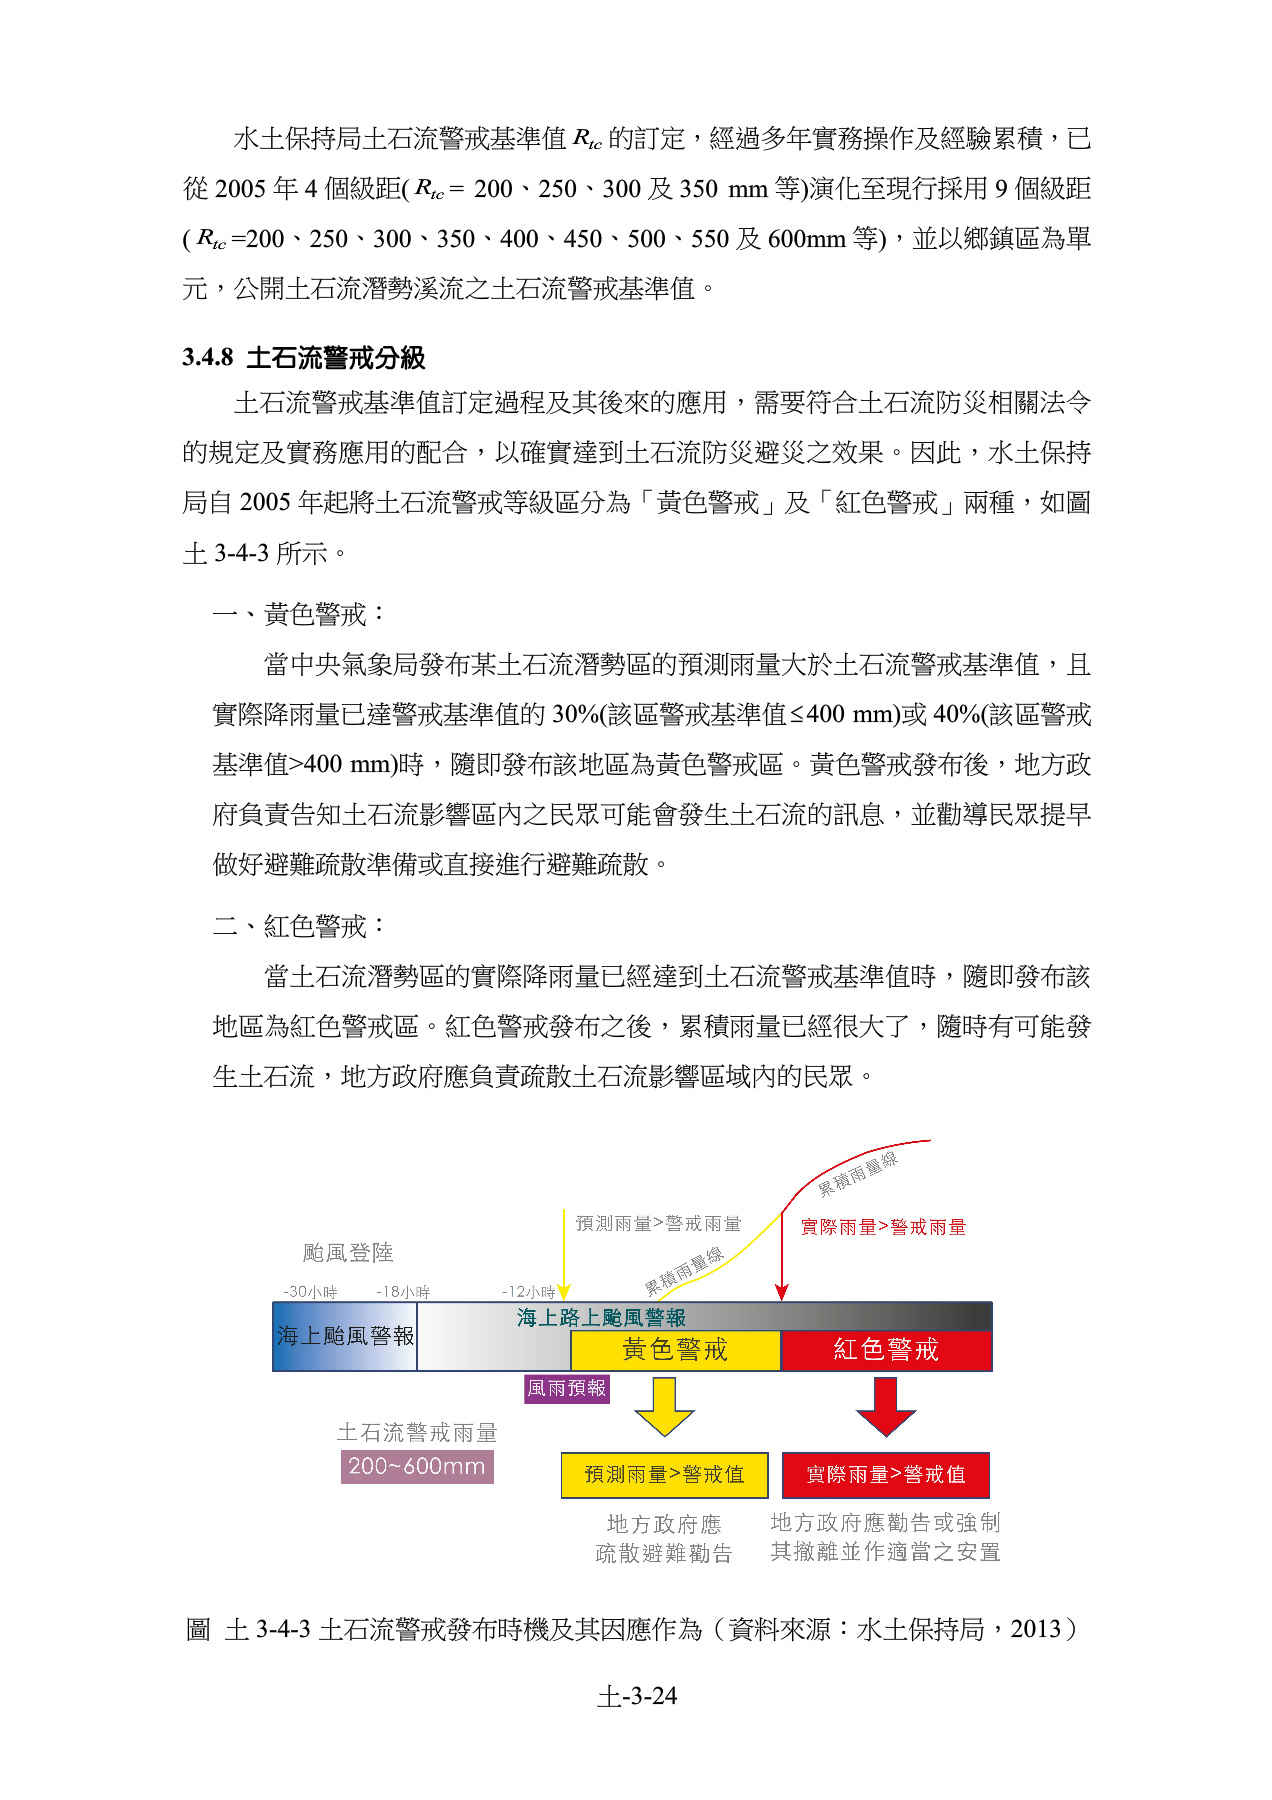 水土保持局土石流警戒基準值 Rtc 的訂定，經過多年實務操作及經驗累積，已
從 2005 年 4 個級距( Rtc = 200、250、300 及 350 mm 等)演化至現行採用 9 個級距
( Rtc =200、250、300、350、400、450、500、550 及 600mm 等)，並以鄉鎮區為單
元，公開土石流潛勢溪流之土石流警戒基準值。
3.4.8 土石流警戒分級
土石流警戒基準值訂定過程及其後來的應用，需要符合土石流防災相關法令
的規定及實務應用的配合，以確實達到土石流防災避災之效果。因此，水土保持
局自 2005 年起將土石流警戒等級區分為「黃色警戒」及「紅色警戒」兩種，如圖
土 3-4-3 所示。
一、黃色警戒：
當中央氣象局發布某土石流潛勢區的預測雨量大於土石流警戒基準值，且
實際降雨量已達警戒基準值的 30%(該區警戒基準值≤400 mm)或 40%(該區警戒
基準值>400 mm)時，隨即發布該地區為黃色警戒區。黃色警戒發布後，地方政
府負責告知土石流影響區內之民眾可能會發生土石流的訊息，並勸導民眾提早
做好避難疏散準備或直接進行避難疏散。
二、紅色警戒：
當土石流潛勢區的實際降雨量已經達到土石流警戒基準值時，隨即發布該
地區為紅色警戒區。紅色警戒發布之後，累積雨量已經很大了，隨時有可能發
生土石流，地方政府應負責疏散土石流影響區域內的民眾。
累積雨量線
預測雨量>警戒雨量
實際雨量>警戒雨量
颱風登陸
累積雨量線
-30小時 -18小時 -12小時
海上路上颱風警報
海上颱風警報
黃色警戒 紅色警戒
風雨預報
土石流警戒雨量
200~600mm
預測雨量>警戒值 實際雨量>警戒值
地方政府應
疏散避難勸告
地方政府應勸告或強制
其撤離並作適當之安置
圖 土 3-4-3 土石流警戒發布時機及其因應作為（資料來源：水土保持局，2013）
土-3-24